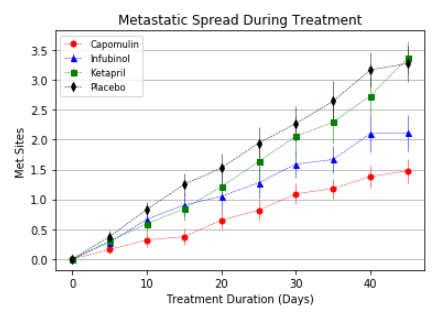 Metastatic Spread During Treatment
Capomulin
Infubinol
Ketapril
Placebo
3.5
3.0
2.5
2.0
1.5
1.0
0.5
0.0
Met.Sites
0 10 20 30 40
Treatment Duration (Days)